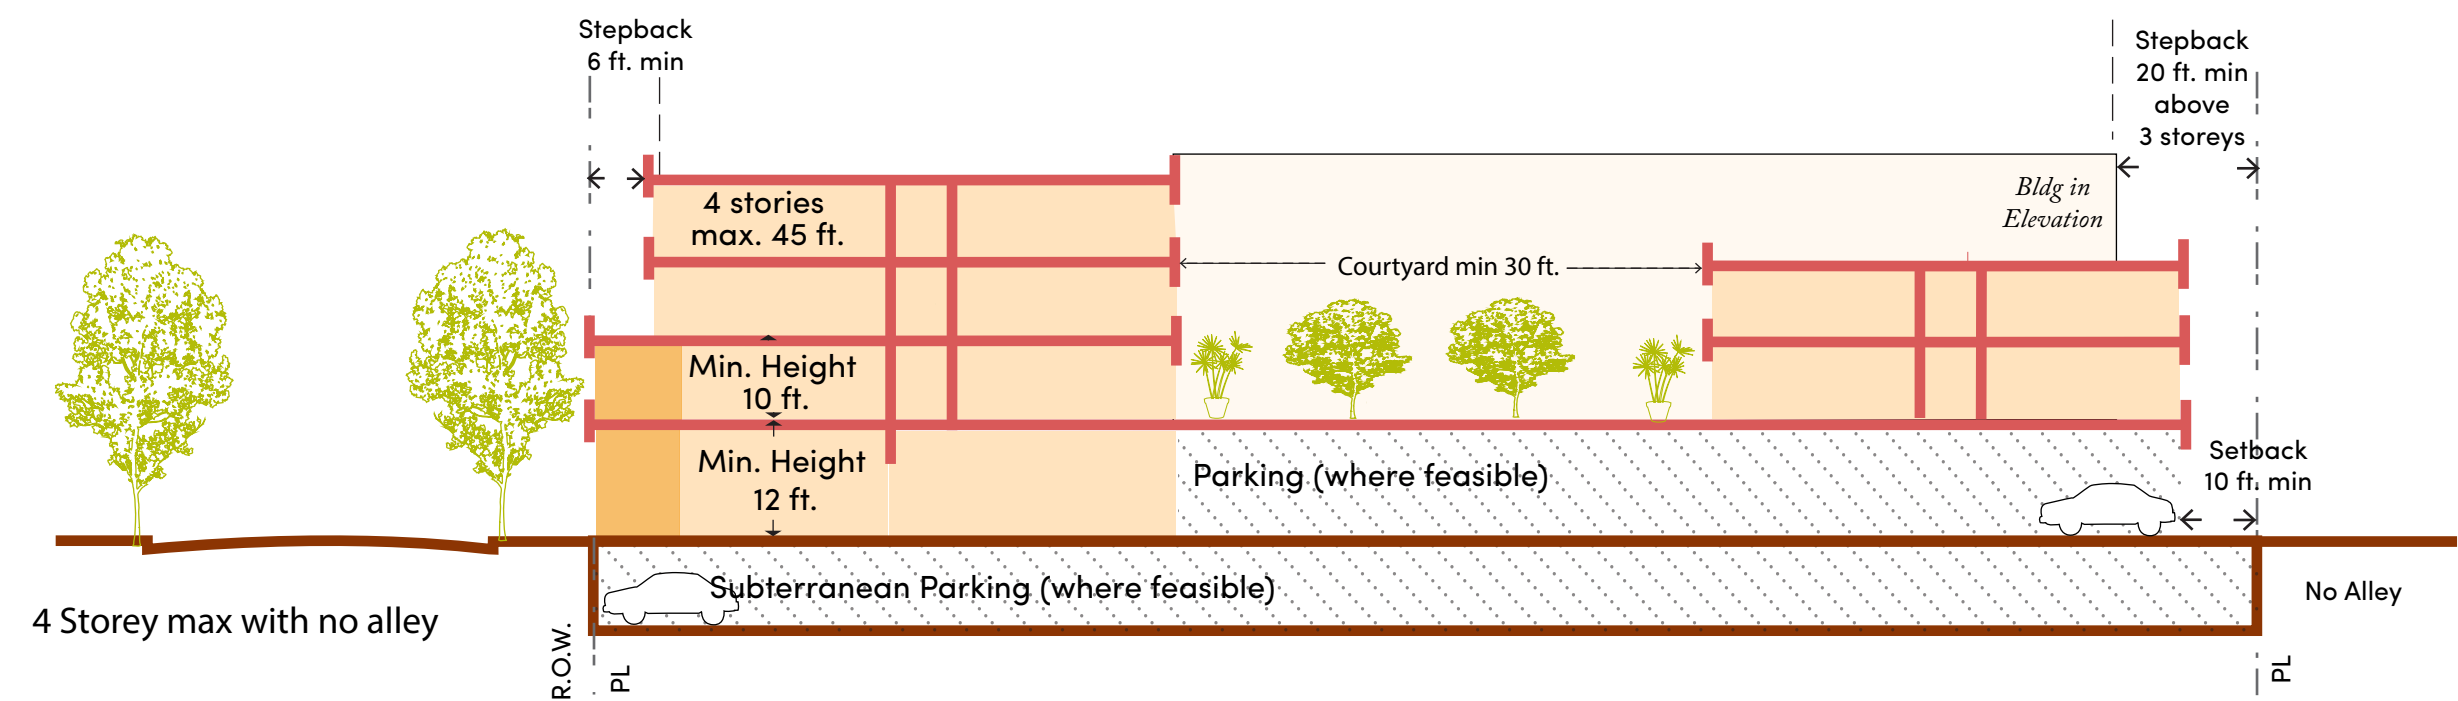 Stepback
6 ft. min
Stepback
20 ft. min
above
3 storeys
4 stories
max. 45 ft.
Bldg in
Elevation
Courtyard min 30 ft.
Min. Height
10 ft.
Min. Height
12 ft.
Parking (where feasible)
Setback
10 ft. min
Subterranean Parking (where feasible)
No Alley
4 Storey max with no alley
R.O.W.
PL
PL